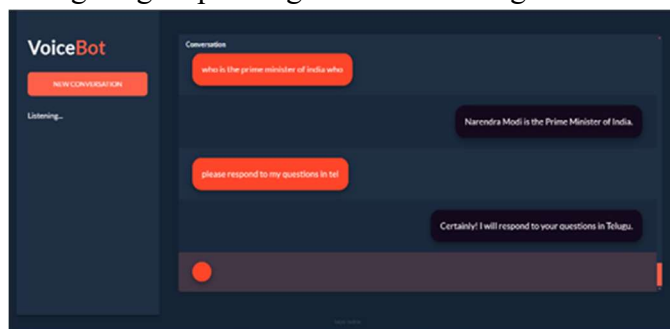 VoiceBot
NEW CONVERSATION
Listening...
Conversation
who is the prime minister of india who
Narendra Modi is the Prime Minister of India.
please respond to my questions in tel
Certainly! I will respond to your questions in Telugu.